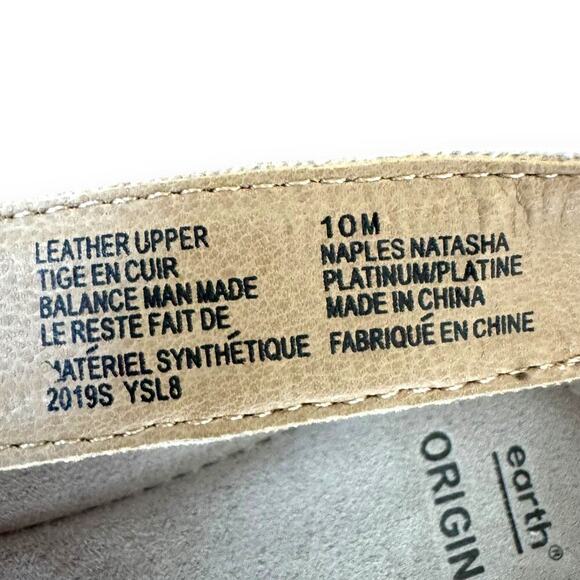 LEATHER UPPER
TIGE EN CUIR
BALANCE MAN MADE
LE RESTE FAIT DE
MATÉRIEL SYNTHÉTIQUE
2019S YSL8
10 M
NAPLES NATASHA
PLATINUM/PLATINE
MADE IN CHINA
FABRIQUÉ EN CHINE
earth®
ORIGIN